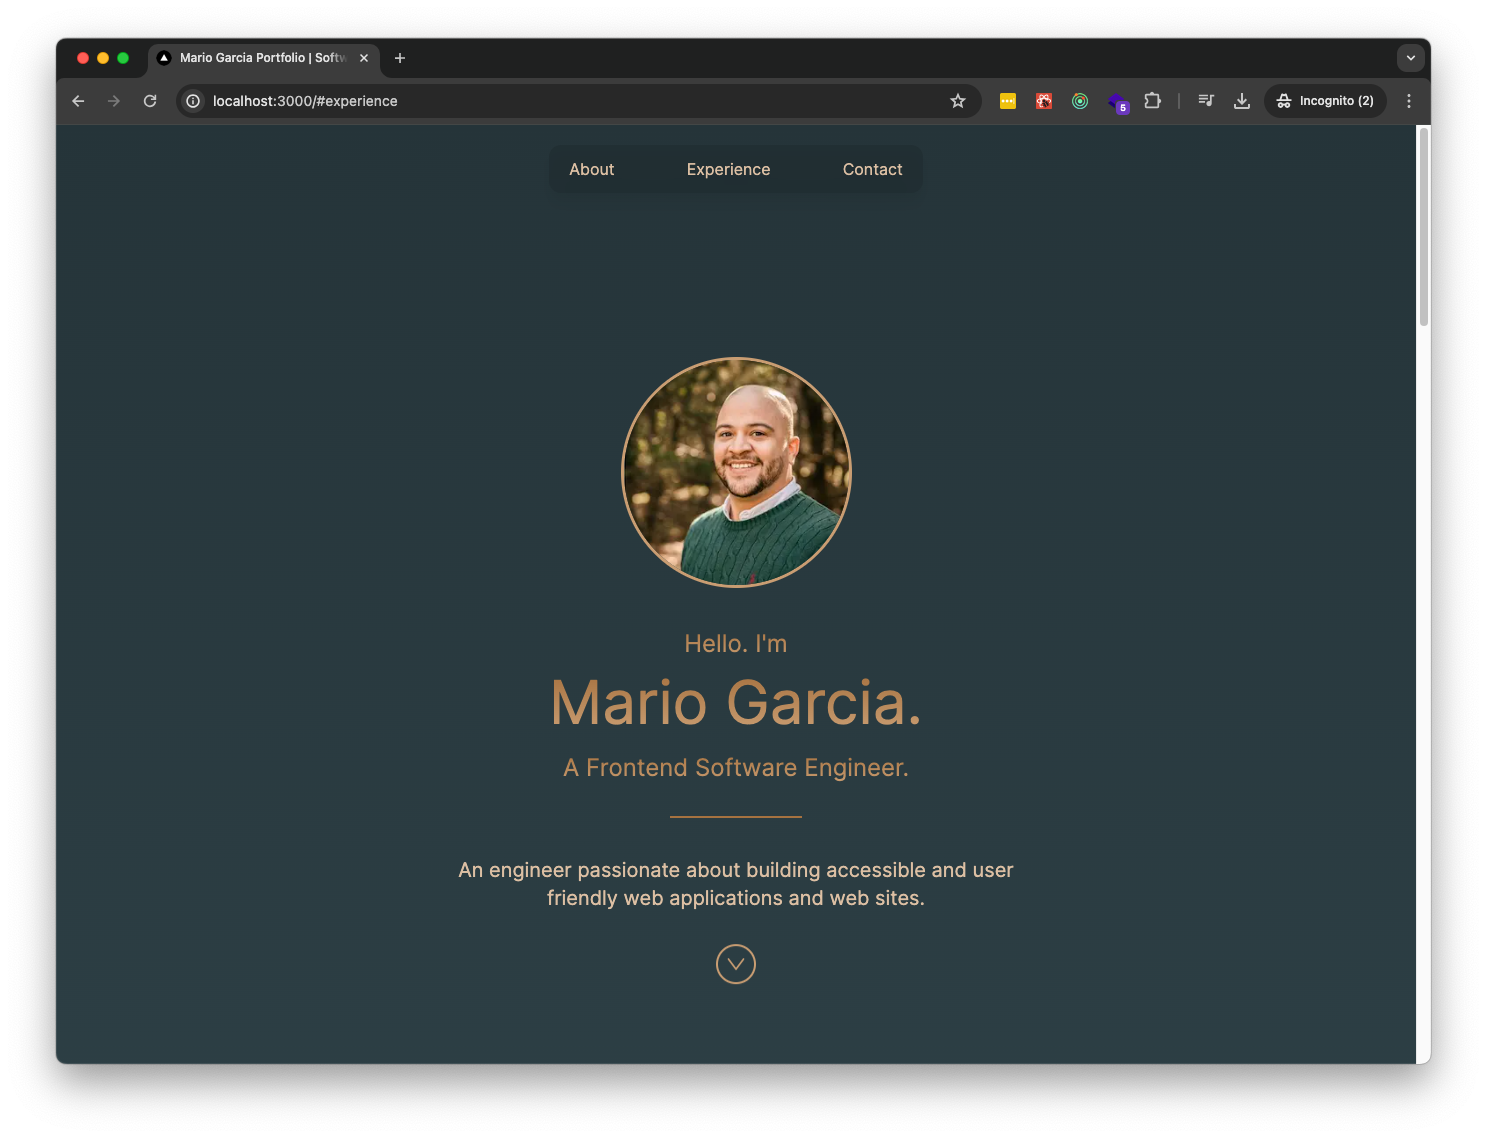 Mario Garcia Portfolio | Softw
localhost:3000/#experience
5
Incognito (2)
About Experience Contact
Hello. I'm
Mario Garcia.
A Frontend Software Engineer.
An engineer passionate about building accessible and user
friendly web applications and web sites.